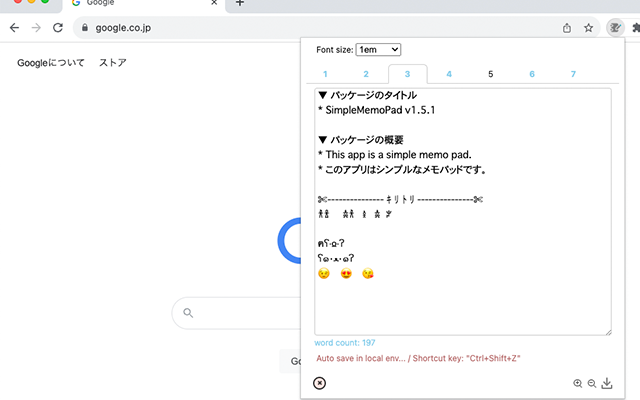 Google
google.co.jp
Googleについて ストア
Font size: 1em
1 2 3 4 5 6 7
▼ パッケージのタイトル
* SimpleMemoPad v1.5.1
▼ パッケージの概要
* This app is a simple memo pad.
* このアプリはシンプルなメモパッドです。
✄--------------- ｷﾘﾄﾘ ---------------✄
word count: 197
Auto save in local env... / Shortcut key: "Ctrl+Shift+Z"